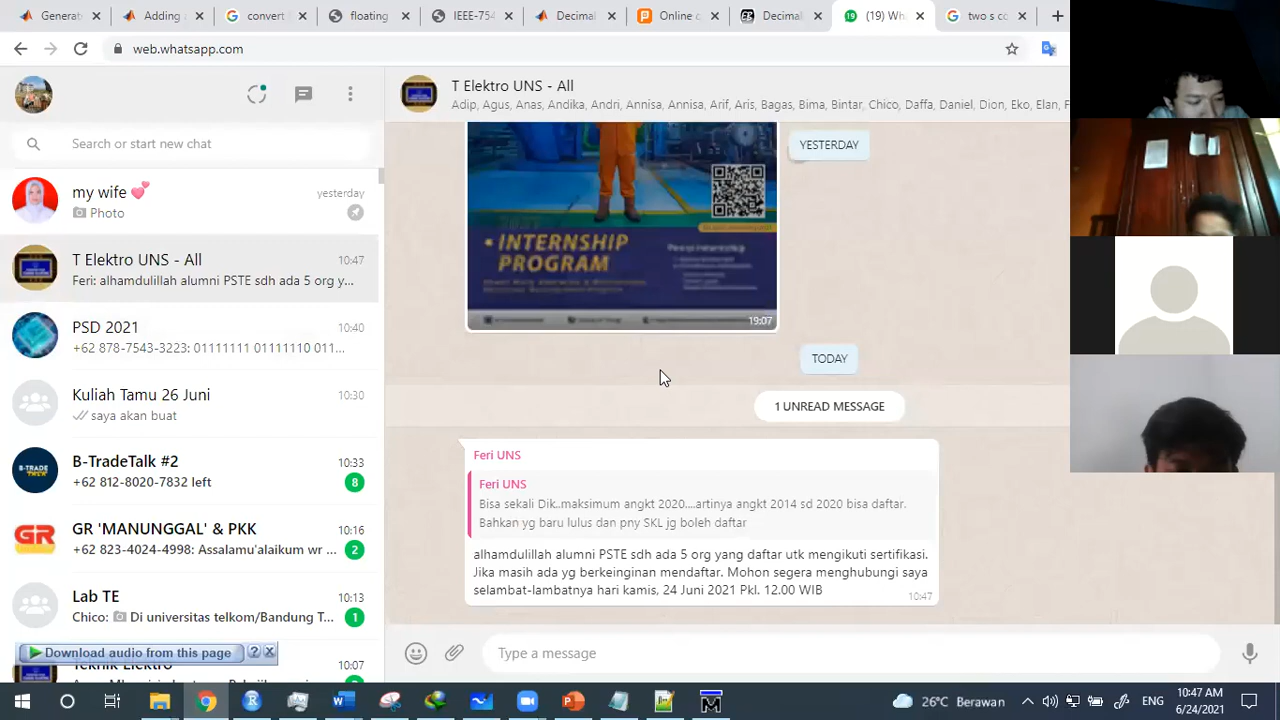 Generat
Adding
convert
floating
IEEE-754
Decimal
Online c
Decimal
(19) Wh
two s co
web.whatsapp.com
T Elektro UNS - All
Adip, Agus, Anas, Andika, Andri, Annisa, Annisa, Arif, Aris, Bagas, Bima, Bintar, Chico, Daffa, Daniel, Dion, Eko, Elan, F
Search or start new chat
my wife 💕
yesterday
Photo
T Elektro UNS - All
10:47
Feri: alhamdulillah alumni PSTE sdh ada 5 org y...
PSD 2021
10:40
+62 878-7543-3223: 01111111 01111110 011...
Kuliah Tamu 26 Juni
10:30
saya akan buat
B-TRADE
TALK
B-TradeTalk #2
10:33
+62 812-8020-7832 left
8
GR
GR 'MANUNGGAL' & PKK
10:16
+62 823-4024-4998: Assalamu'alaikum wr ...
2
Lab TE
10:13
Chico: Di universitas telkom/Bandung T...
1
Download audio from this page
? X
Teknik Elektro
10:07
YESTERDAY
INTERNSHIP
PROGRAM
19:07
TODAY
1 UNREAD MESSAGE
Feri UNS
Feri UNS
Bisa sekali Dik..maksimum angkt 2020....artinya angkt 2014 sd 2020 bisa daftar.
Bahkan yg baru lulus dan pny SKL jg boleh daftar
alhamdulillah alumni PSTE sdh ada 5 org yang daftar utk mengikuti sertifikasi.
Jika masih ada yg berkeinginan mendaftar. Mohon segera menghubungi saya
selambat-lambatnya hari kamis, 24 Juni 2021 Pkl. 12.00 WIB
10:47
Type a message
26°C Berawan
ENG
10:47 AM
6/24/2021